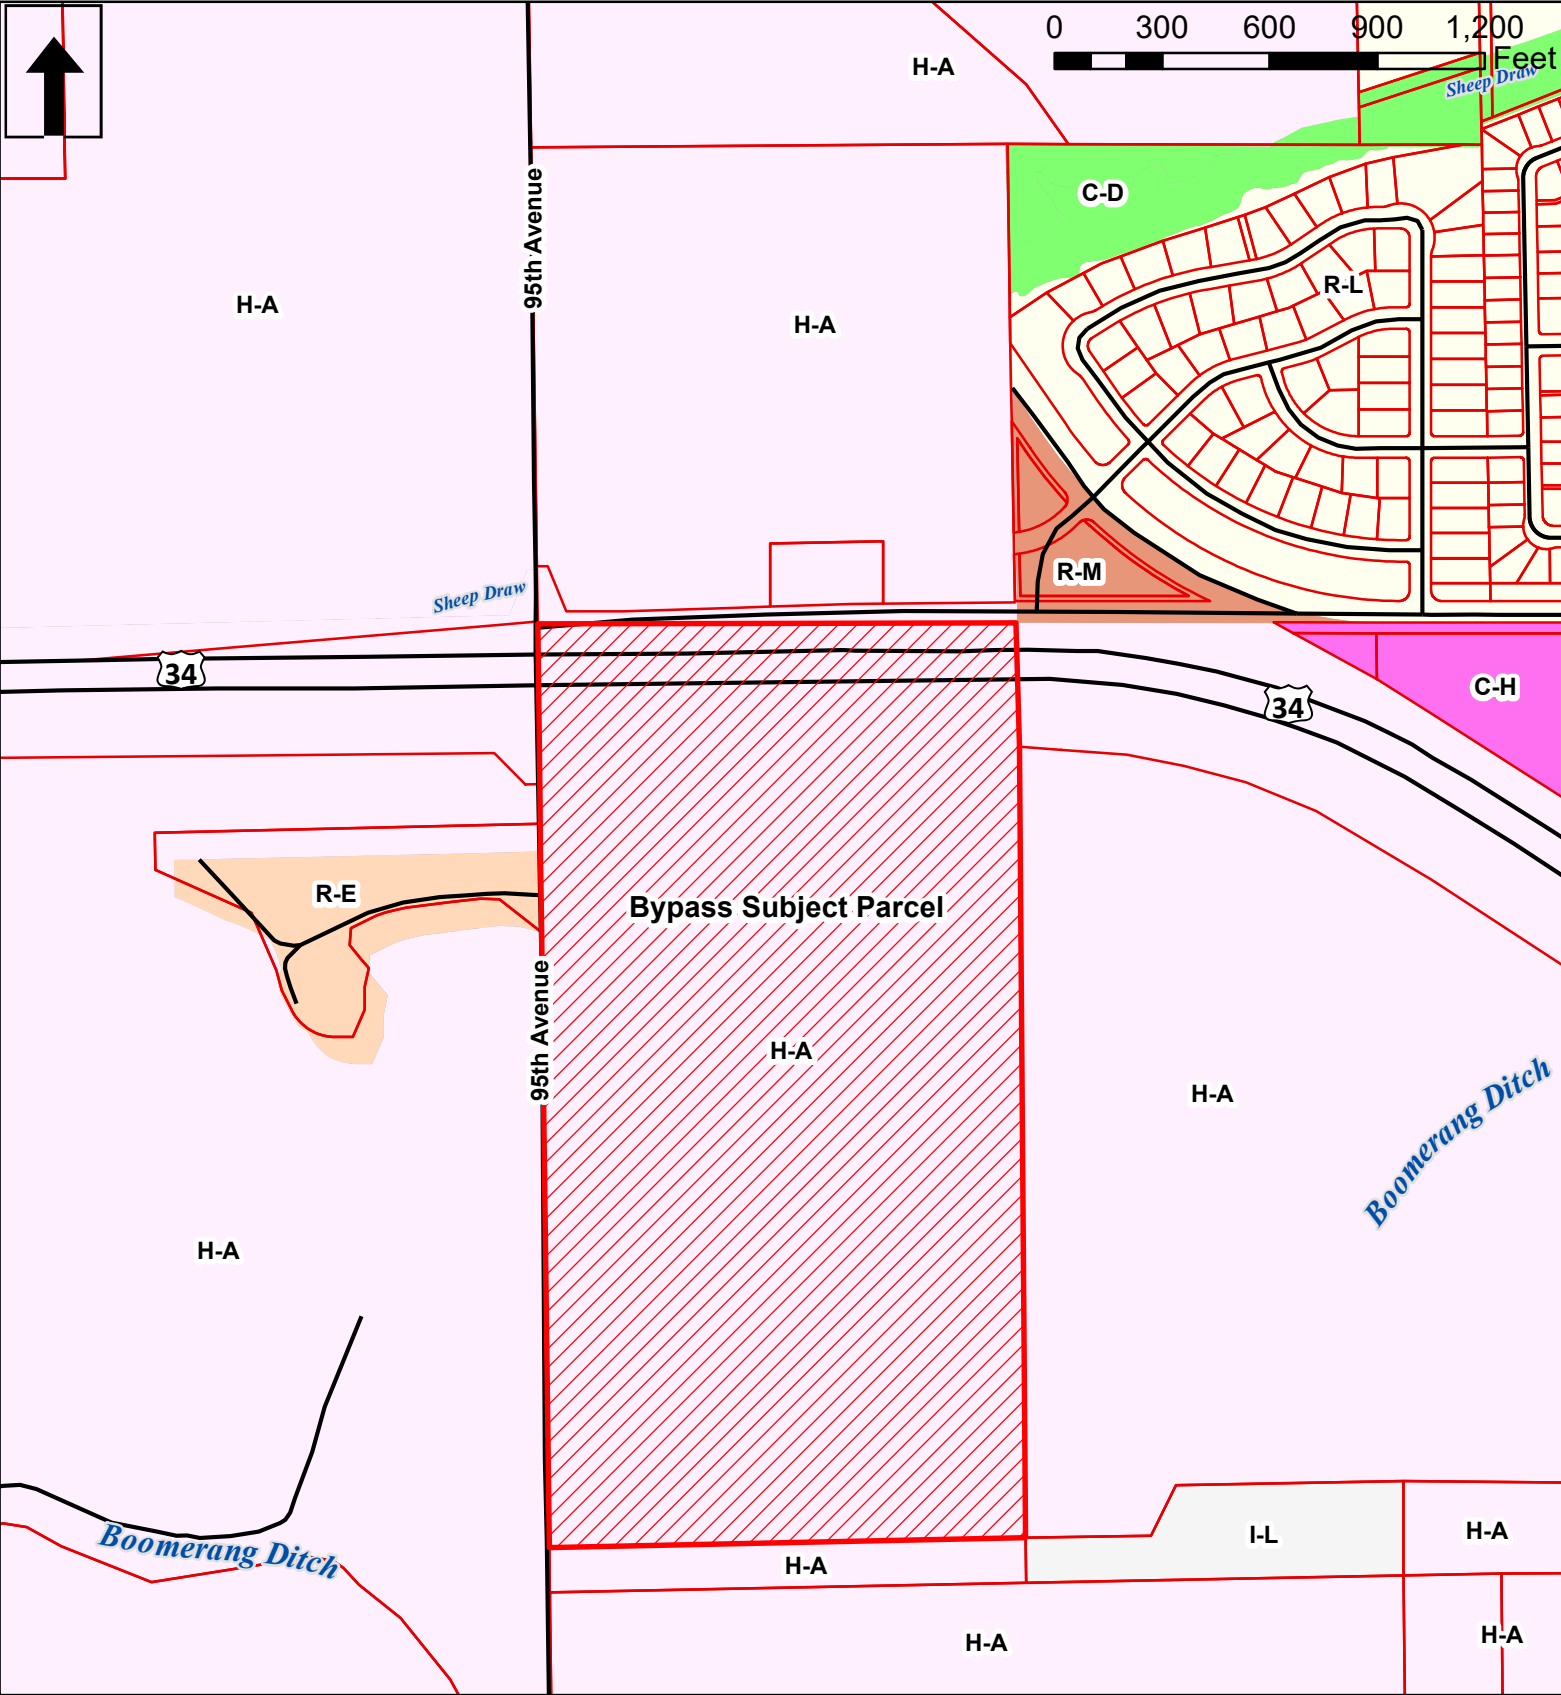 0 300 600 900 1,200
Feet
H-A
Sheep Draw
95th Avenue
C-D
R-L
H-A
H-A
R-M
Sheep Draw
34
C-H
34
R-E
Bypass Subject Parcel
95th Avenue
H-A
H-A
Boomerang Ditch
H-A
Boomerang Ditch
I-L
H-A
H-A
H-A
H-A